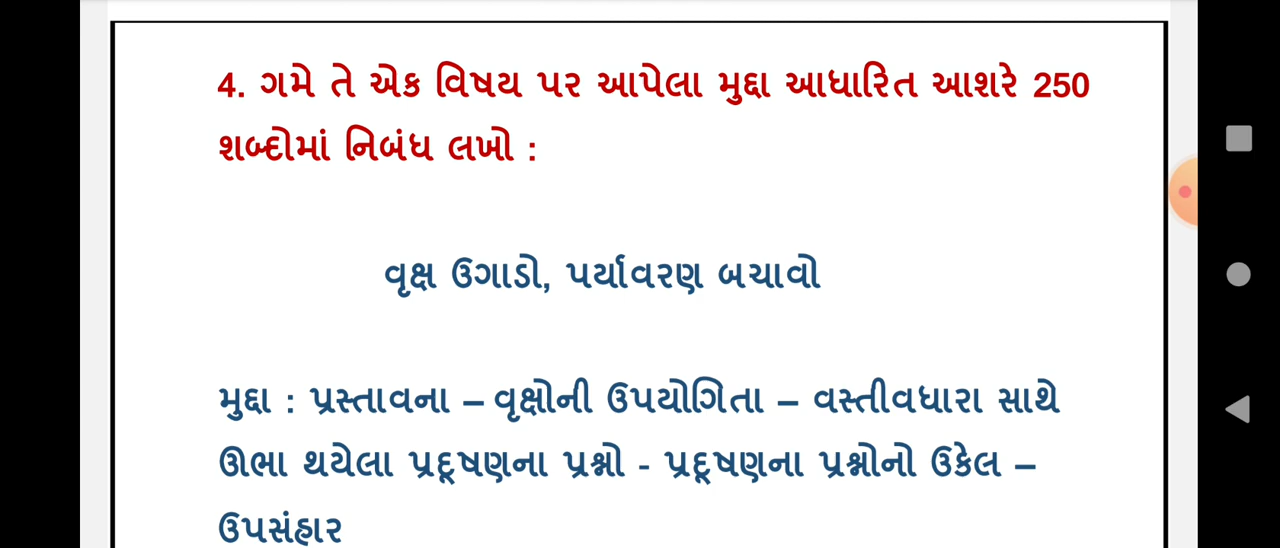 4. ગમે તે એક વિષય પર આપેલા મુદ્દા આધારિત આશરે 250
શબ્દોમાં નિબંધ લખો :
વૃક્ષ ઉગાડો, પર્યાવરણ બચાવો
મુદ્દા : પ્રસ્તાવના – વૃક્ષોની ઉપયોગિતા – વસ્તીવધારા સાથે
ઊભા થયેલા પ્રદૂષણના પ્રશ્નો - પ્રદૂષણના પ્રશ્નોનો ઉકેલ –
ઉપસંહાર